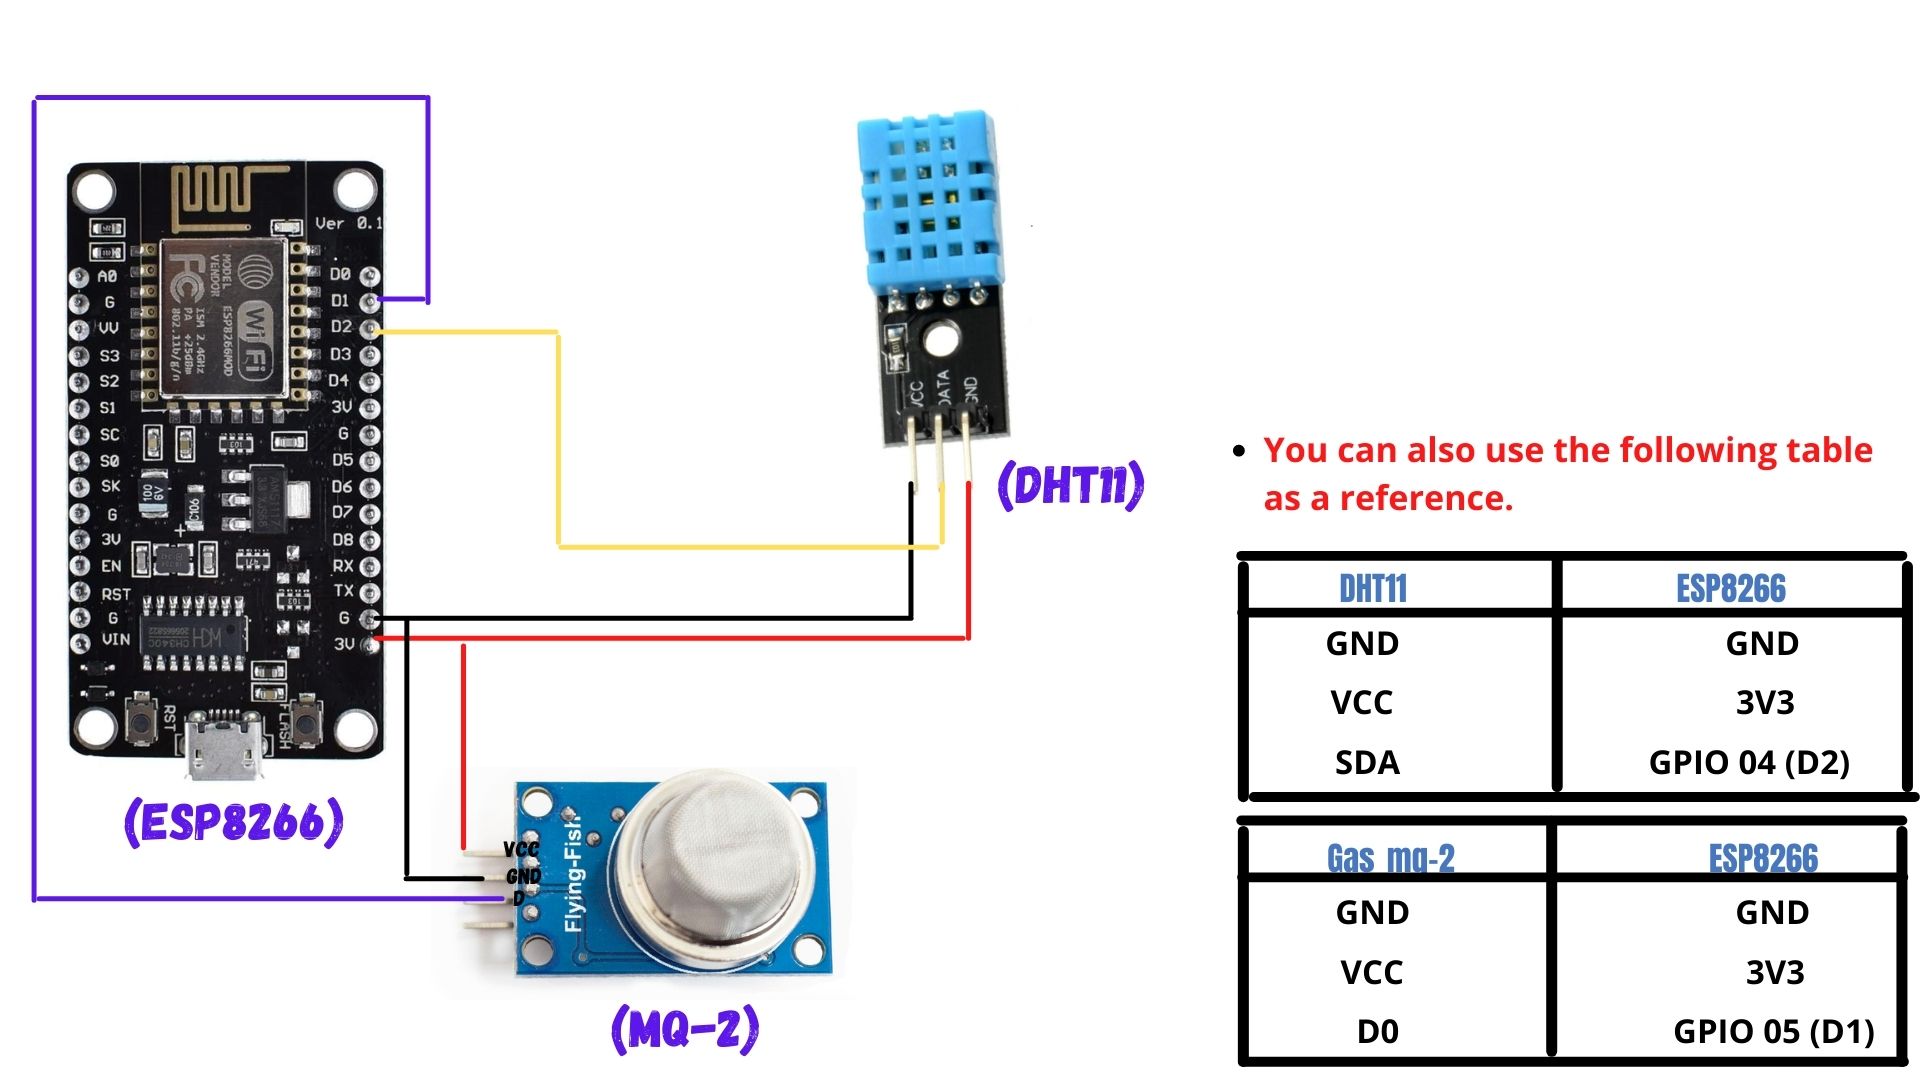 Ver 0.1
A0
G
VV
S3
S2
S1
SC
S0
SK
G
3V
EN
RST
G
VIN
D0
D1
D2
D3
D4
3V
G
D5
D6
D7
D8
RX
TX
G
3V
MODEL ESP8266MOD
VENDOR
WiFi
FC
ISM 2.4GHz
PA +25dBm
802.11b/g/n
RST
FLASH
(ESP8266)
VCC
DATA
GND
(DHT11)
VCC
GND
D
Flying-Fish
(MQ-2)
• You can also use the following table
as a reference.
DHT11 ESP8266
GND GND
VCC 3V3
SDA GPIO 04 (D2)
Gas mq-2 ESP8266
GND GND
VCC 3V3
D0 GPIO 05 (D1)